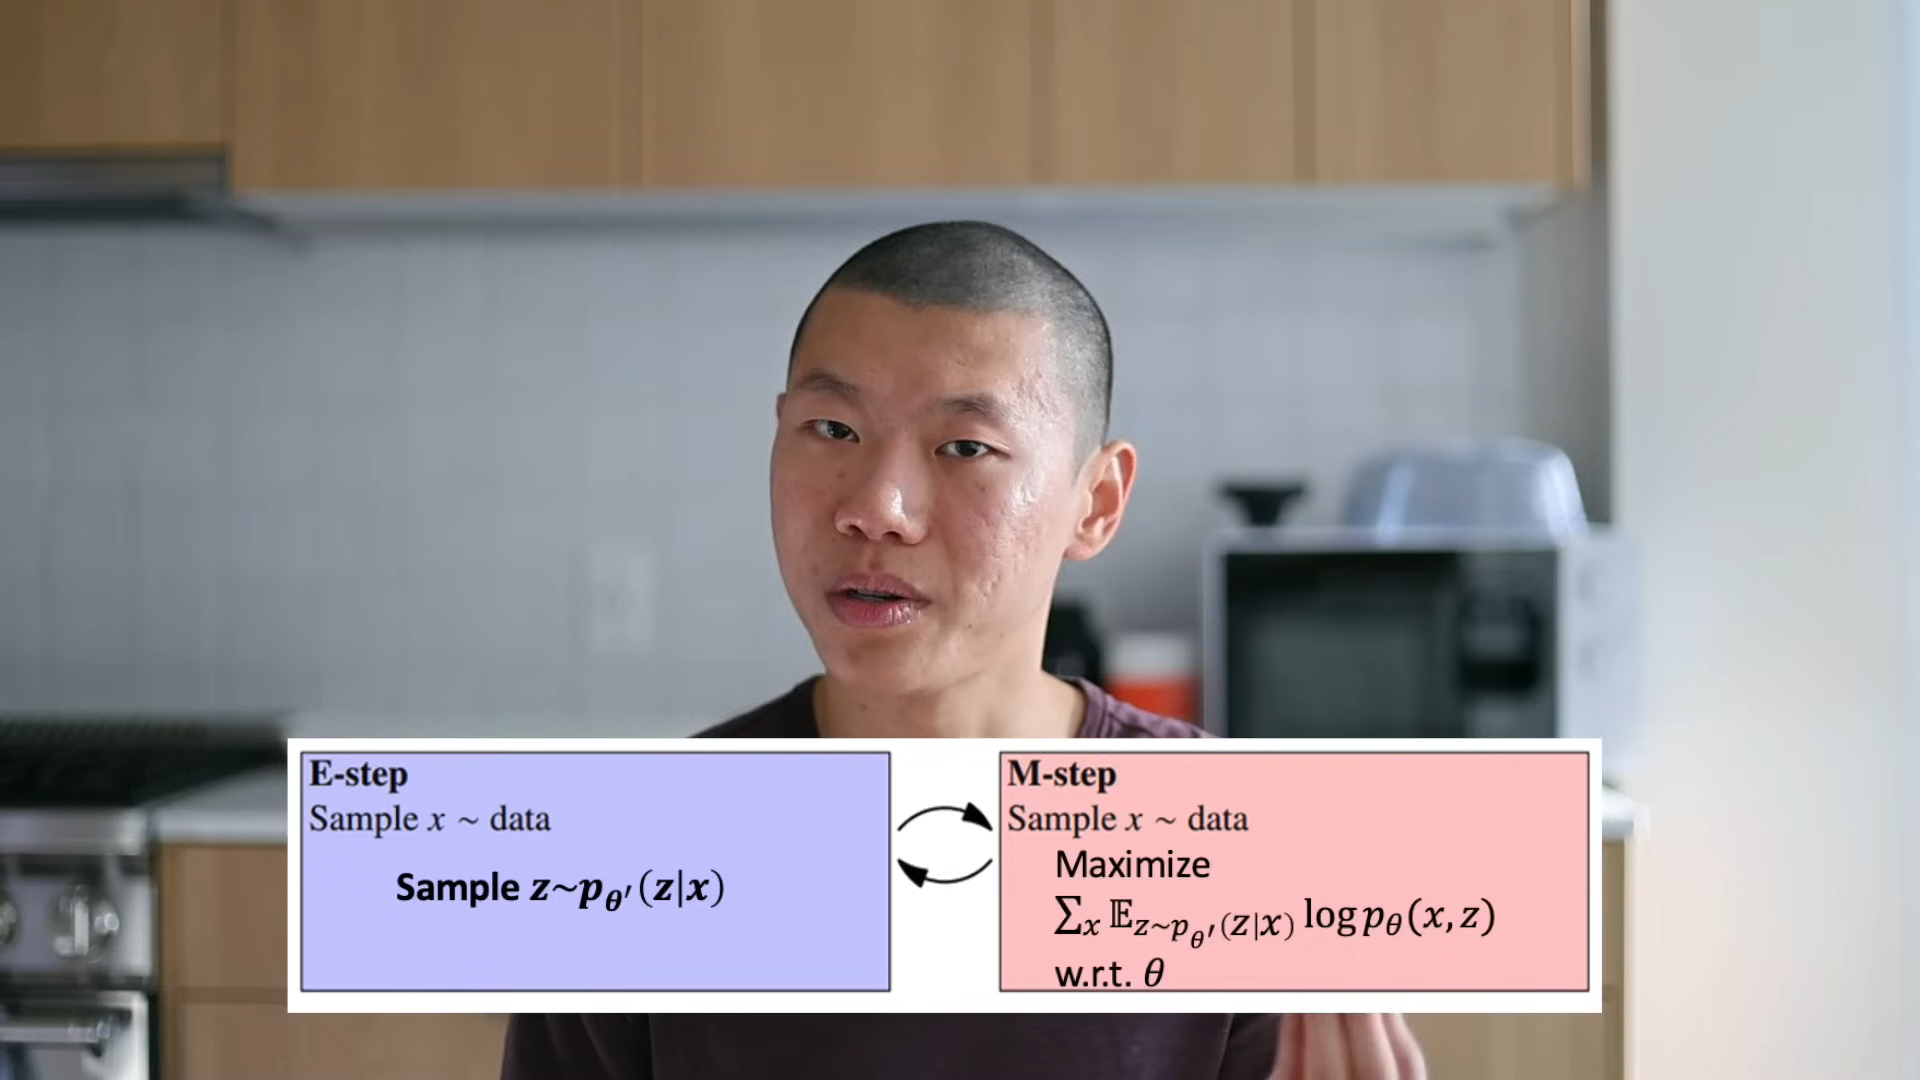 E-step
Sample x ~ data
Sample z~p_θ′(z|x)
M-step
Sample x ~ data
Maximize
∑_x 𝔼_{z~p_θ′(z|x)} log p_θ(x, z)
w.r.t. θ